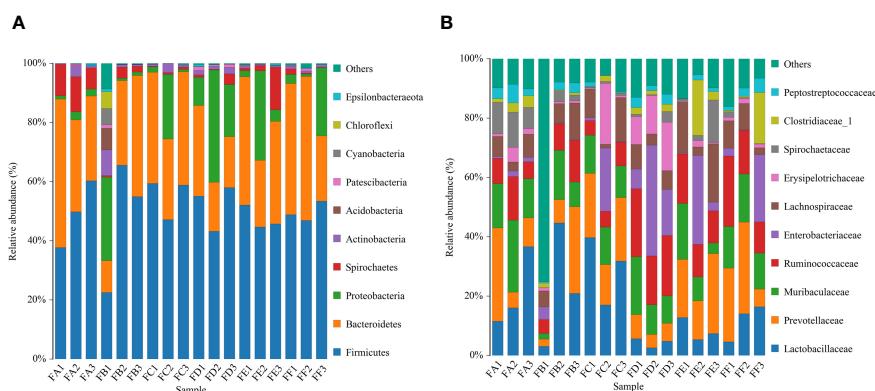 A
100%
80%
60%
40%
20%
0%
Relative abundance (%)
FA1 FA2 FA3 FB1 FB2 FB3 FC1 FC2 FC3 FD1 FD2 FD3 FE1 FE2 FE3 FF1 FF2 FF3
Sample
Others
Epsilonbacteraeota
Chloroflexi
Cyanobacteria
Patescibacteria
Acidobacteria
Actinobacteria
Spirochaetes
Proteobacteria
Bacteroidetes
Firmicutes
B
100%
80%
60%
40%
20%
0%
Relative abundance (%)
FA1 FA2 FA3 FB1 FB2 FB3 FC1 FC2 FC3 FD1 FD2 FD3 FE1 FE2 FE3 FF1 FF2 FF3
Sample
Others
Peptostreptococcaceae
Clostridiaceae_1
Spirochaetaceae
Erysipelotrichaceae
Lachnospiraceae
Enterobacteriaceae
Ruminococcaceae
Muribaculaceae
Prevotellaceae
Lactobacillaceae